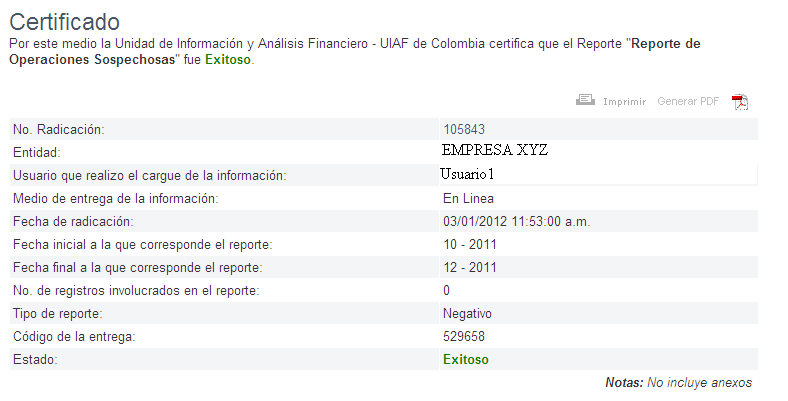 Certificado
Por este medio la Unidad de Información y Análisis Financiero - UIAF de Colombia certifica que el Reporte "Reporte de
Operaciones Sospechosas" fue Exitoso.
Imprimir Generar PDF
No. Radicación: 105843
Entidad: EMPRESA XYZ
Usuario que realizo el cargue de la información: Usuario1
Medio de entrega de la información: En Linea
Fecha de radicación: 03/01/2012 11:53:00 a.m.
Fecha inicial a la que corresponde el reporte: 10 - 2011
Fecha final a la que corresponde el reporte: 12 - 2011
No. de registros involucrados en el reporte: 0
Tipo de reporte: Negativo
Código de la entrega: 529658
Estado: Exitoso
Notas: No incluye anexos